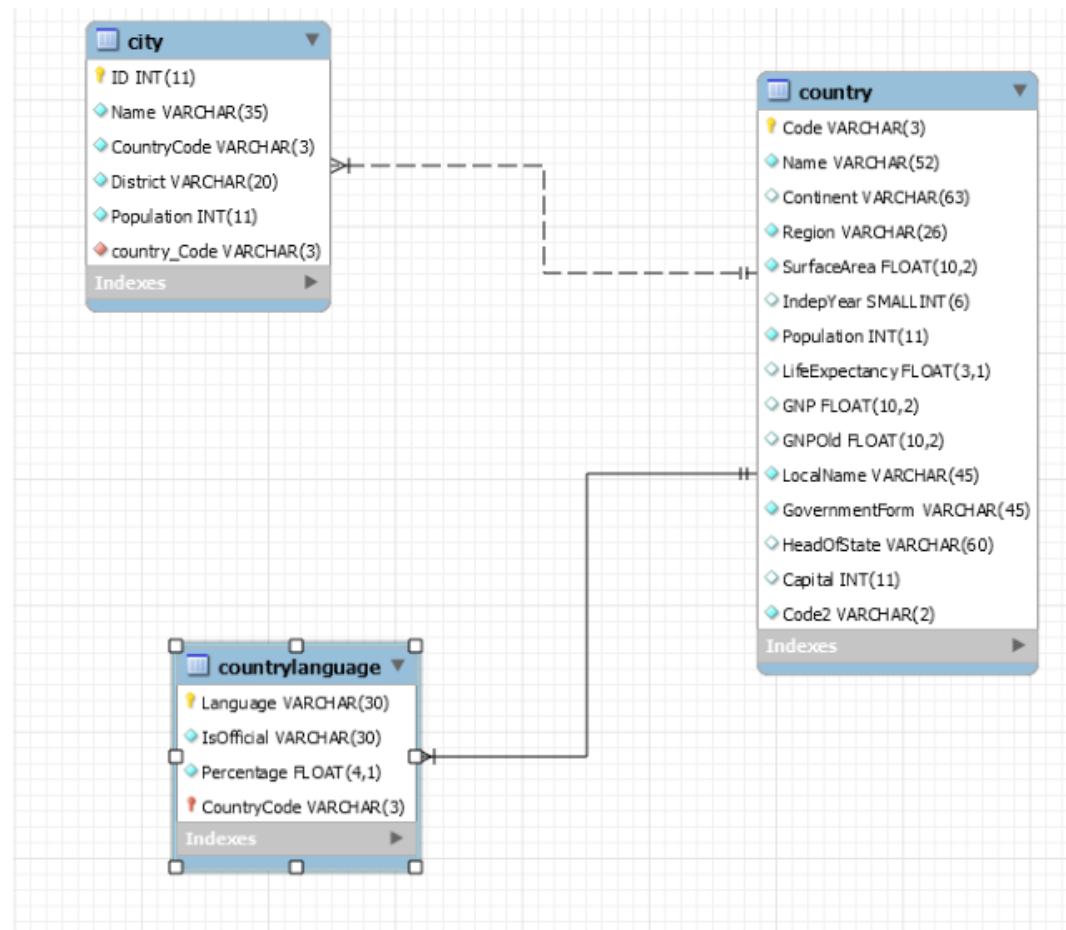 city
ID INT(11)
Name VARCHAR(35)
CountryCode VARCHAR(3)
District VARCHAR(20)
Population INT(11)
country_Code VARCHAR(3)
Indexes
country
Code VARCHAR(3)
Name VARCHAR(52)
Continent VARCHAR(63)
Region VARCHAR(26)
SurfaceArea FLOAT(10,2)
IndepYear SMALLINT(6)
Population INT(11)
LifeExpectancy FLOAT(3,1)
GNP FLOAT(10,2)
GNPOld FLOAT(10,2)
LocalName VARCHAR(45)
GovernmentForm VARCHAR(45)
HeadOfState VARCHAR(60)
Capital INT(11)
Code2 VARCHAR(2)
Indexes
countrylanguage
Language VARCHAR(30)
IsOfficial VARCHAR(30)
Percentage FLOAT(4,1)
CountryCode VARCHAR(3)
Indexes